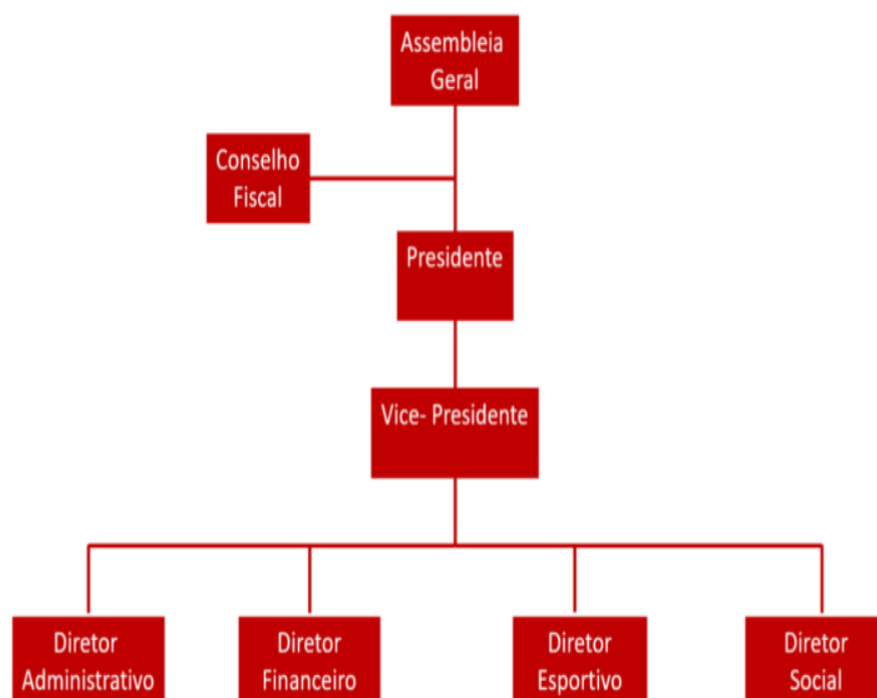 Assembleia
Geral
Conselho
Fiscal
Presidente
Vice- Presidente
Diretor
Administrativo
Diretor
Financeiro
Diretor
Esportivo
Diretor
Social